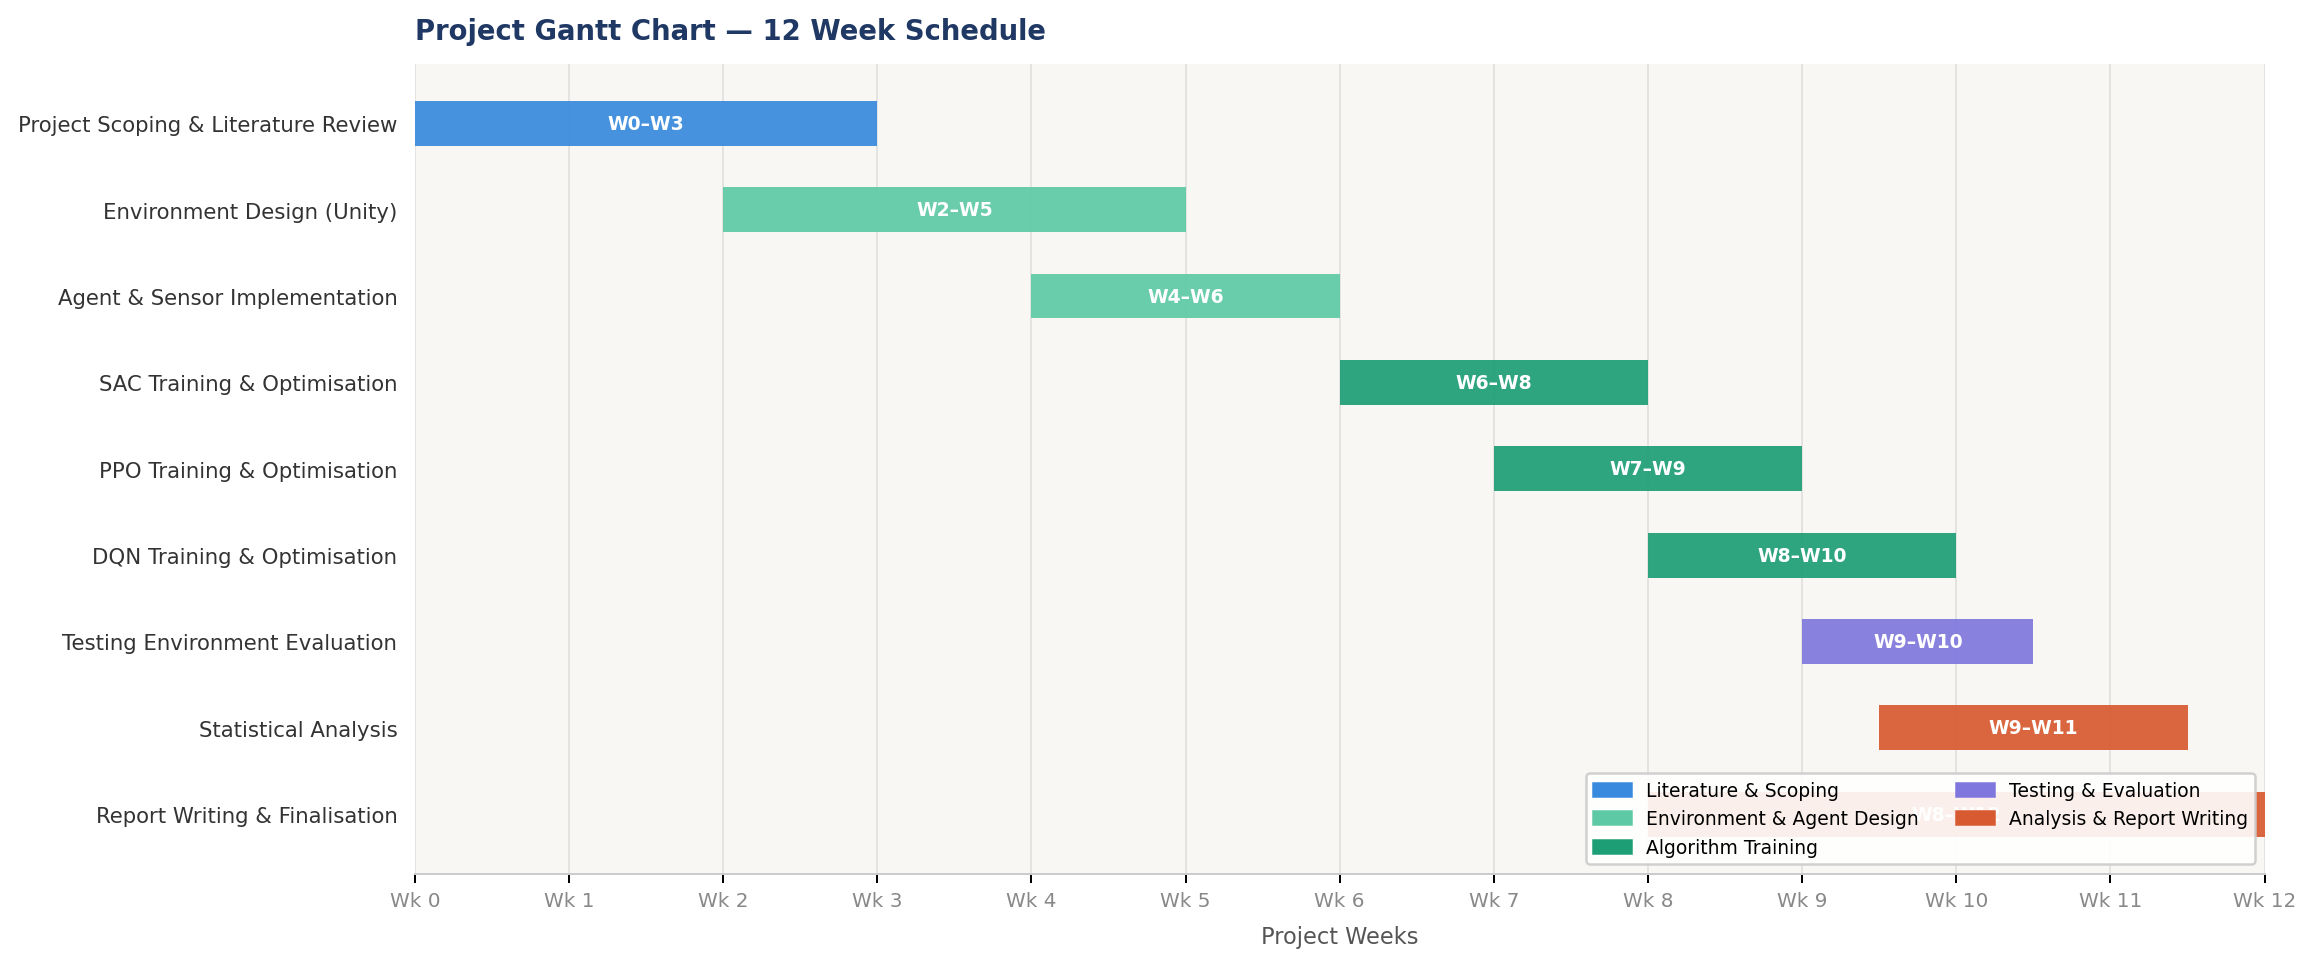 Project Gantt Chart — 12 Week Schedule
Project Scoping & Literature Review
W0–W3
Environment Design (Unity)
W2–W5
Agent & Sensor Implementation
W4–W6
SAC Training & Optimisation
W6–W8
PPO Training & Optimisation
W7–W9
DQN Training & Optimisation
W8–W10
Testing Environment Evaluation
W9–W10
Statistical Analysis
W9–W11
Report Writing & Finalisation
Literature & Scoping
Environment & Agent Design
Algorithm Training
Testing & Evaluation
Analysis & Report Writing
Wk 0 Wk 1 Wk 2 Wk 3 Wk 4 Wk 5 Wk 6 Wk 7 Wk 8 Wk 9 Wk 10 Wk 11 Wk 12
Project Weeks